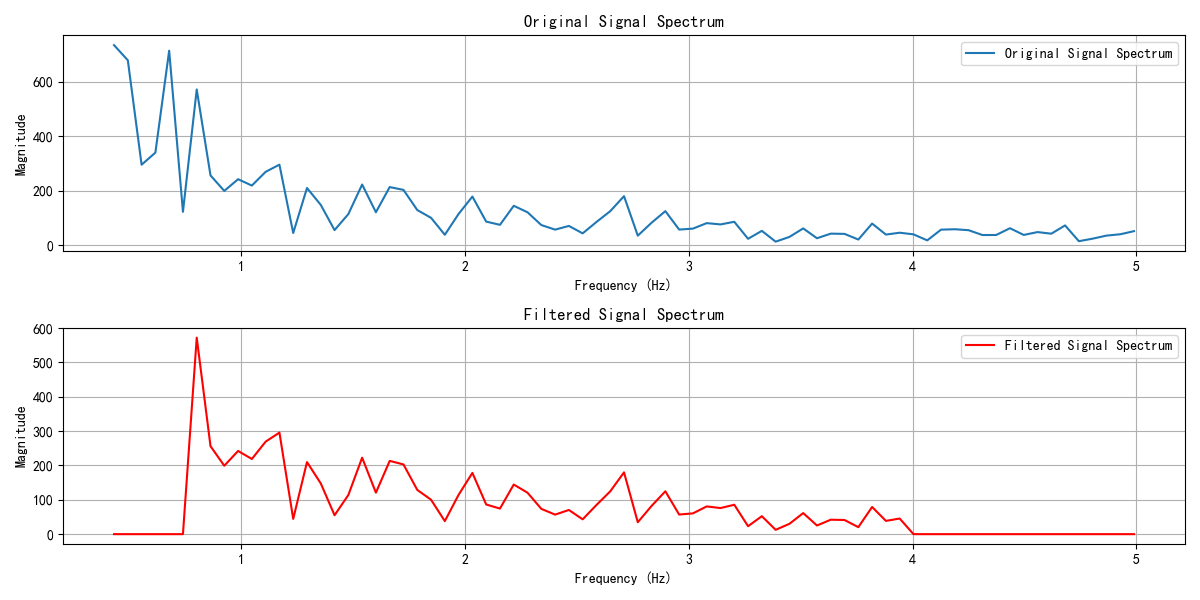 Original Signal Spectrum
Original Signal Spectrum
Magnitude
600
400
200
0
1 2 3 4 5
Frequency (Hz)
Filtered Signal Spectrum
Filtered Signal Spectrum
Magnitude
600
500
400
300
200
100
0
1 2 3 4 5
Frequency (Hz)